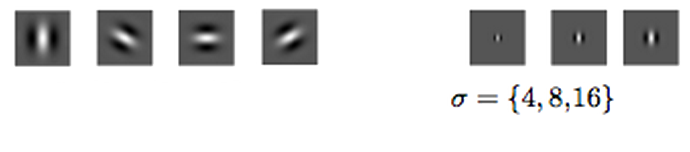 σ = {4, 8,16}